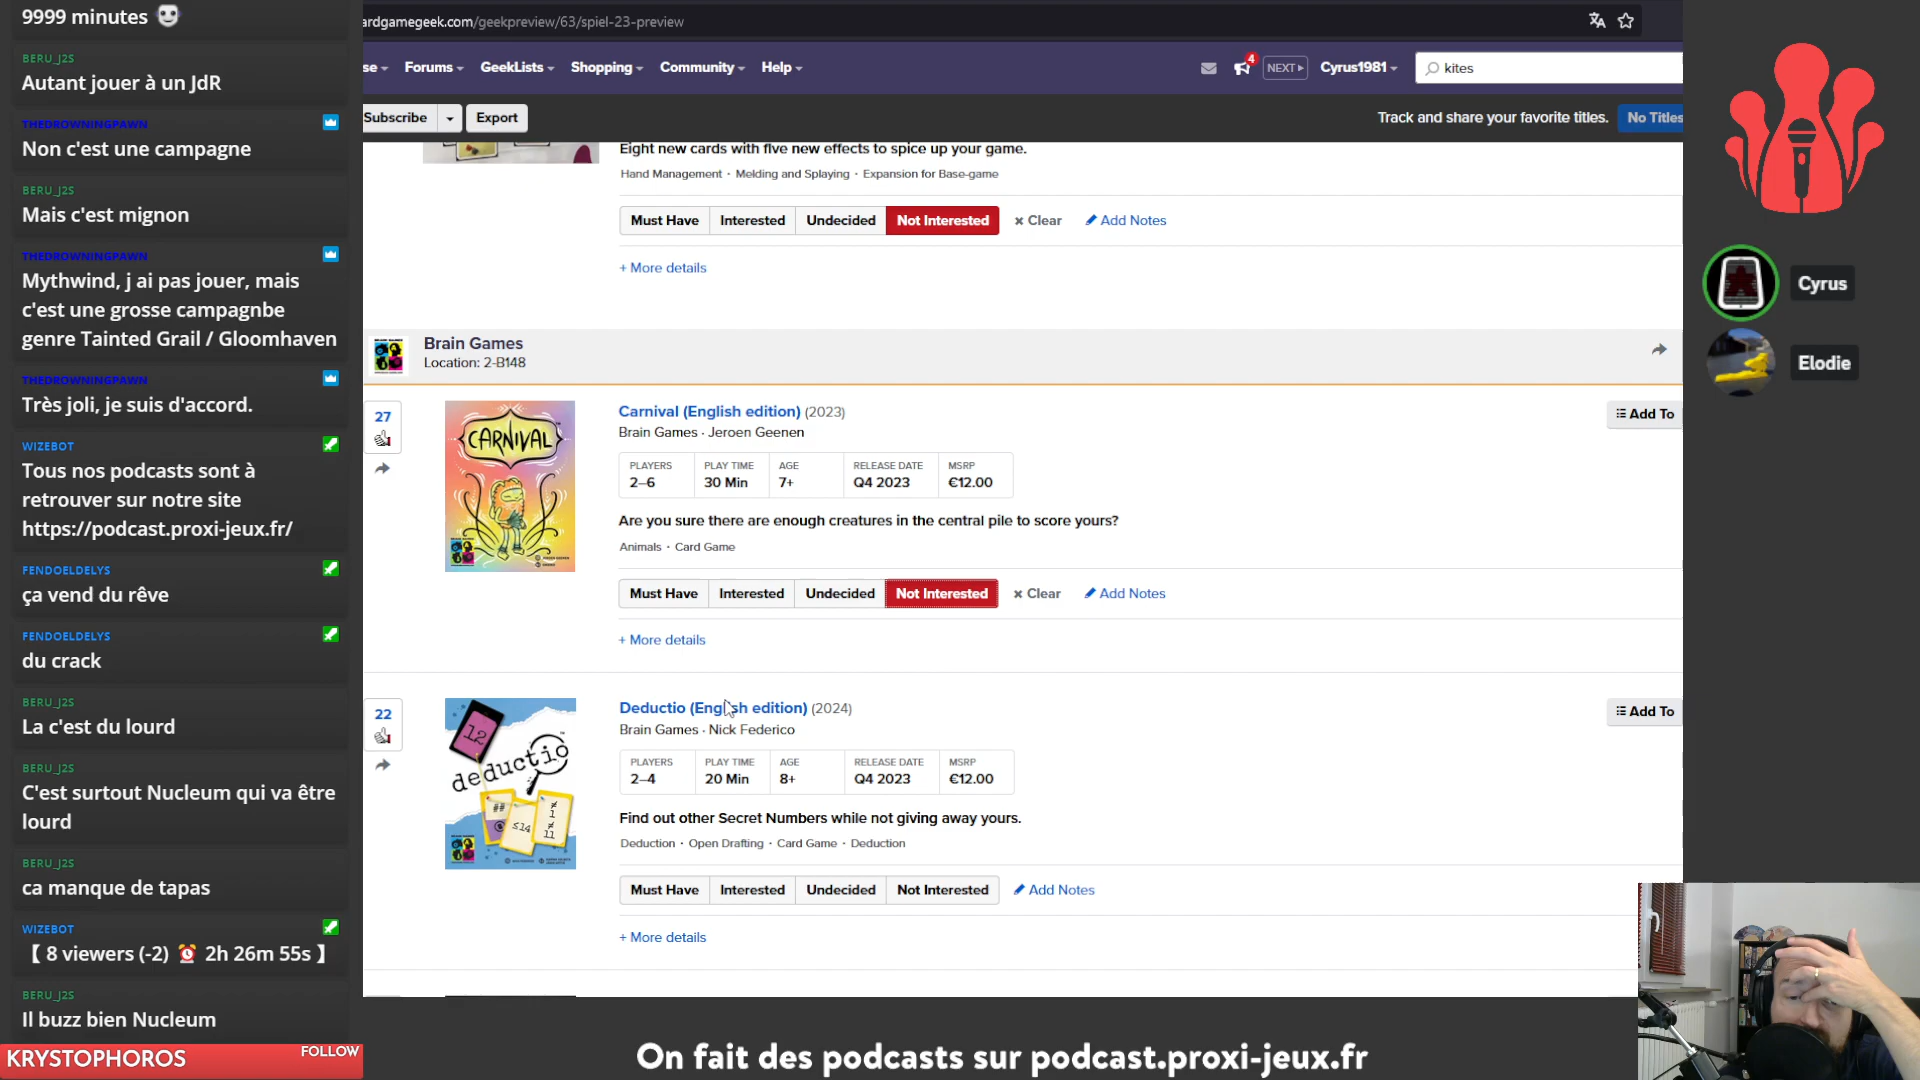 9999 minutes
BERU_J2S
Autant jouer à un JdR
THEDROWNINGPAWN
Non c'est une campagne
BERU_J2S
Mais c'est mignon
THEDROWNINGPAWN
Mythwind, j ai pas jouer, mais
c'est une grosse campagnbe
genre Tainted Grail / Gloomhaven
THEDROWNINGPAWN
Très joli, je suis d'accord.
WIZEBOT
Tous nos podcasts sont à
retrouver sur notre site
https://podcast.proxi-jeux.fr/
FENDOELDELYS
ça vend du rêve
FENDOELDELYS
du crack
BERU_J2S
La c'est du lourd
BERU_J2S
C'est surtout Nucleum qui va être
lourd
BERU_J2S
ca manque de tapas
WIZEBOT
【 8 viewers (-2) ⏰ 2h 26m 55s 】
BERU_J2S
Il buzz bien Nucleum
KRYSTOPHOROS
FOLLOW
ardgamegeek.com/geekpreview/63/spiel-23-preview
se Forums GeekLists Shopping Community Help
4
NEXT
Cyrus1981
kites
Subscribe
Export
Track and share your favorite titles.
No Titles
Eight new cards with five new effects to spice up your game.
Hand Management · Melding and Splaying · Expansion for Base-game
Must Have Interested Undecided Not Interested × Clear Add Notes
+ More details
Brain Games
Location: 2-B148
27
CARNIVAL
Carnival (English edition) (2023)
Add To
Brain Games · Jeroen Geenen
PLAYERS PLAY TIME AGE RELEASE DATE MSRP
2–6 30 Min 7+ Q4 2023 €12.00
Are you sure there are enough creatures in the central pile to score yours?
Animals · Card Game
Must Have Interested Undecided Not Interested × Clear Add Notes
+ More details
22
12
deductio
##
≤14
≠
1
≠
11
Deductio (English edition) (2024)
Add To
Brain Games · Nick Federico
PLAYERS PLAY TIME AGE RELEASE DATE MSRP
2–4 20 Min 8+ Q4 2023 €12.00
Find out other Secret Numbers while not giving away yours.
Deduction · Open Drafting · Card Game · Deduction
Must Have Interested Undecided Not Interested Add Notes
+ More details
Cyrus
Elodie
On fait des podcasts sur podcast.proxi-jeux.fr